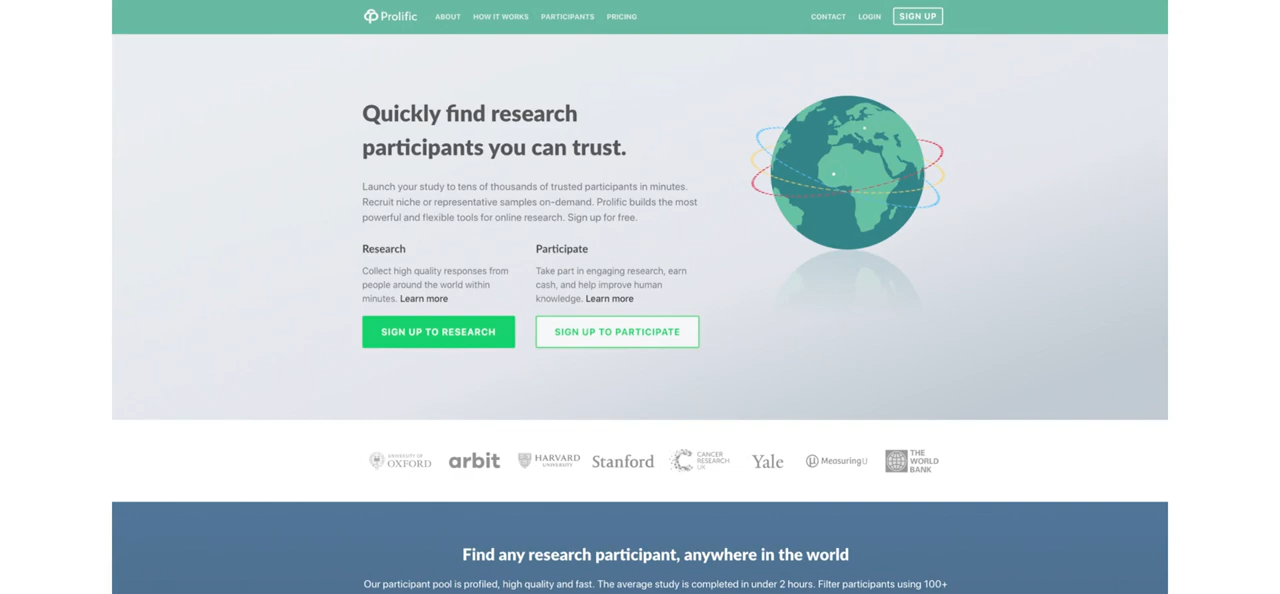 Prolific ABOUT HOW IT WORKS PARTICIPANTS PRICING CONTACT LOGIN SIGN UP
Quickly find research
participants you can trust.
Launch your study to tens of thousands of trusted participants in minutes.
Recruit niche or representative samples on-demand. Prolific builds the most
powerful and flexible tools for online research. Sign up for free.
Research
Collect high quality responses from
people around the world within
minutes. Learn more
SIGN UP TO RESEARCH
Participate
Take part in engaging research, earn
cash, and help improve human
knowledge. Learn more
SIGN UP TO PARTICIPATE
UNIVERSITY OF
OXFORD
arbit
HARVARD
UNIVERSITY
Stanford
CANCER
RESEARCH
UK
Yale
MeasuringU
THE
WORLD
BANK
Find any research participant, anywhere in the world
Our participant pool is profiled, high quality and fast. The average study is completed in under 2 hours. Filter participants using 100+